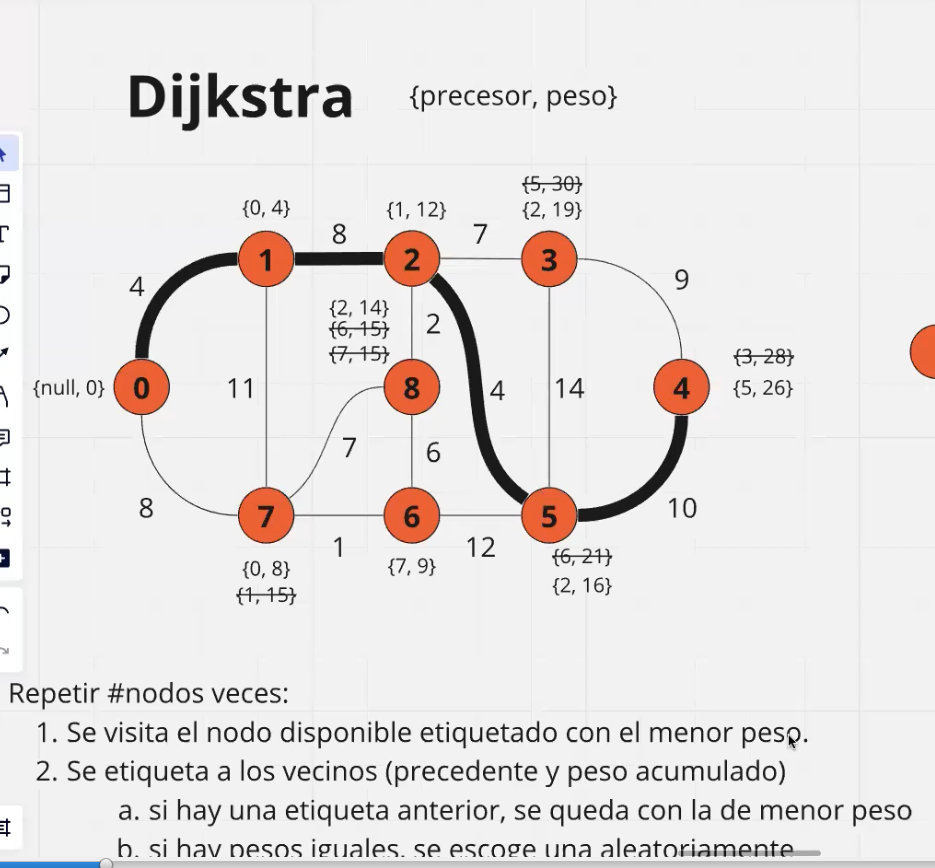 Dijkstra {precesor, peso}
{5, 30}
{0, 4} {1, 12} {2, 19}
8 7
1 2 3
4 9
{2, 14}
{6, 15} 2
{7, 15} {3, 28}
{null, 0} 0 11 8 4 14 4 {5, 26}
7 6
8 7 6 5 10
1 12
{0, 8} {7, 9} {6, 21}
{1, 15} {2, 16}
Repetir #nodos veces:
1. Se visita el nodo disponible etiquetado con el menor peso.
2. Se etiqueta a los vecinos (precedente y peso acumulado)
a. si hay una etiqueta anterior, se queda con la de menor peso
b. si hay pesos iguales, se escoge una aleatoriamente